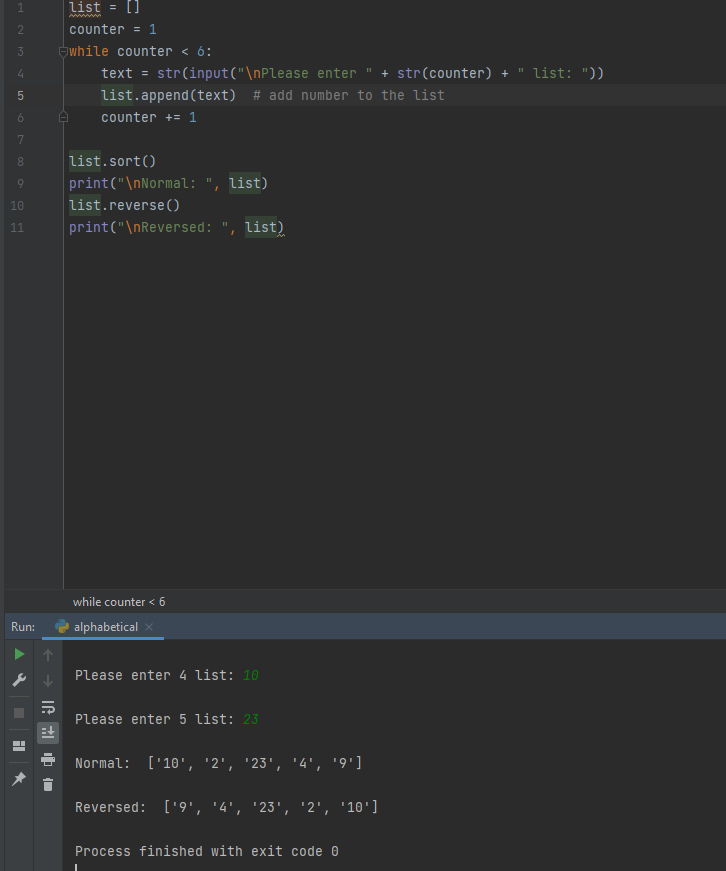 1 list = []
2 counter = 1
3 while counter < 6:
4 text = str(input("\nPlease enter " + str(counter) + " list: "))
5 list.append(text)  # add number to the list
6 counter += 1
7
8 list.sort()
9 print("\nNormal: ", list)
10 list.reverse()
11 print("\nReversed: ", list)
while counter < 6
Run: alphabetical
Please enter 4 list: 10
Please enter 5 list: 23
Normal:  ['10', '2', '23', '4', '9']
Reversed:  ['9', '4', '23', '2', '10']
Process finished with exit code 0